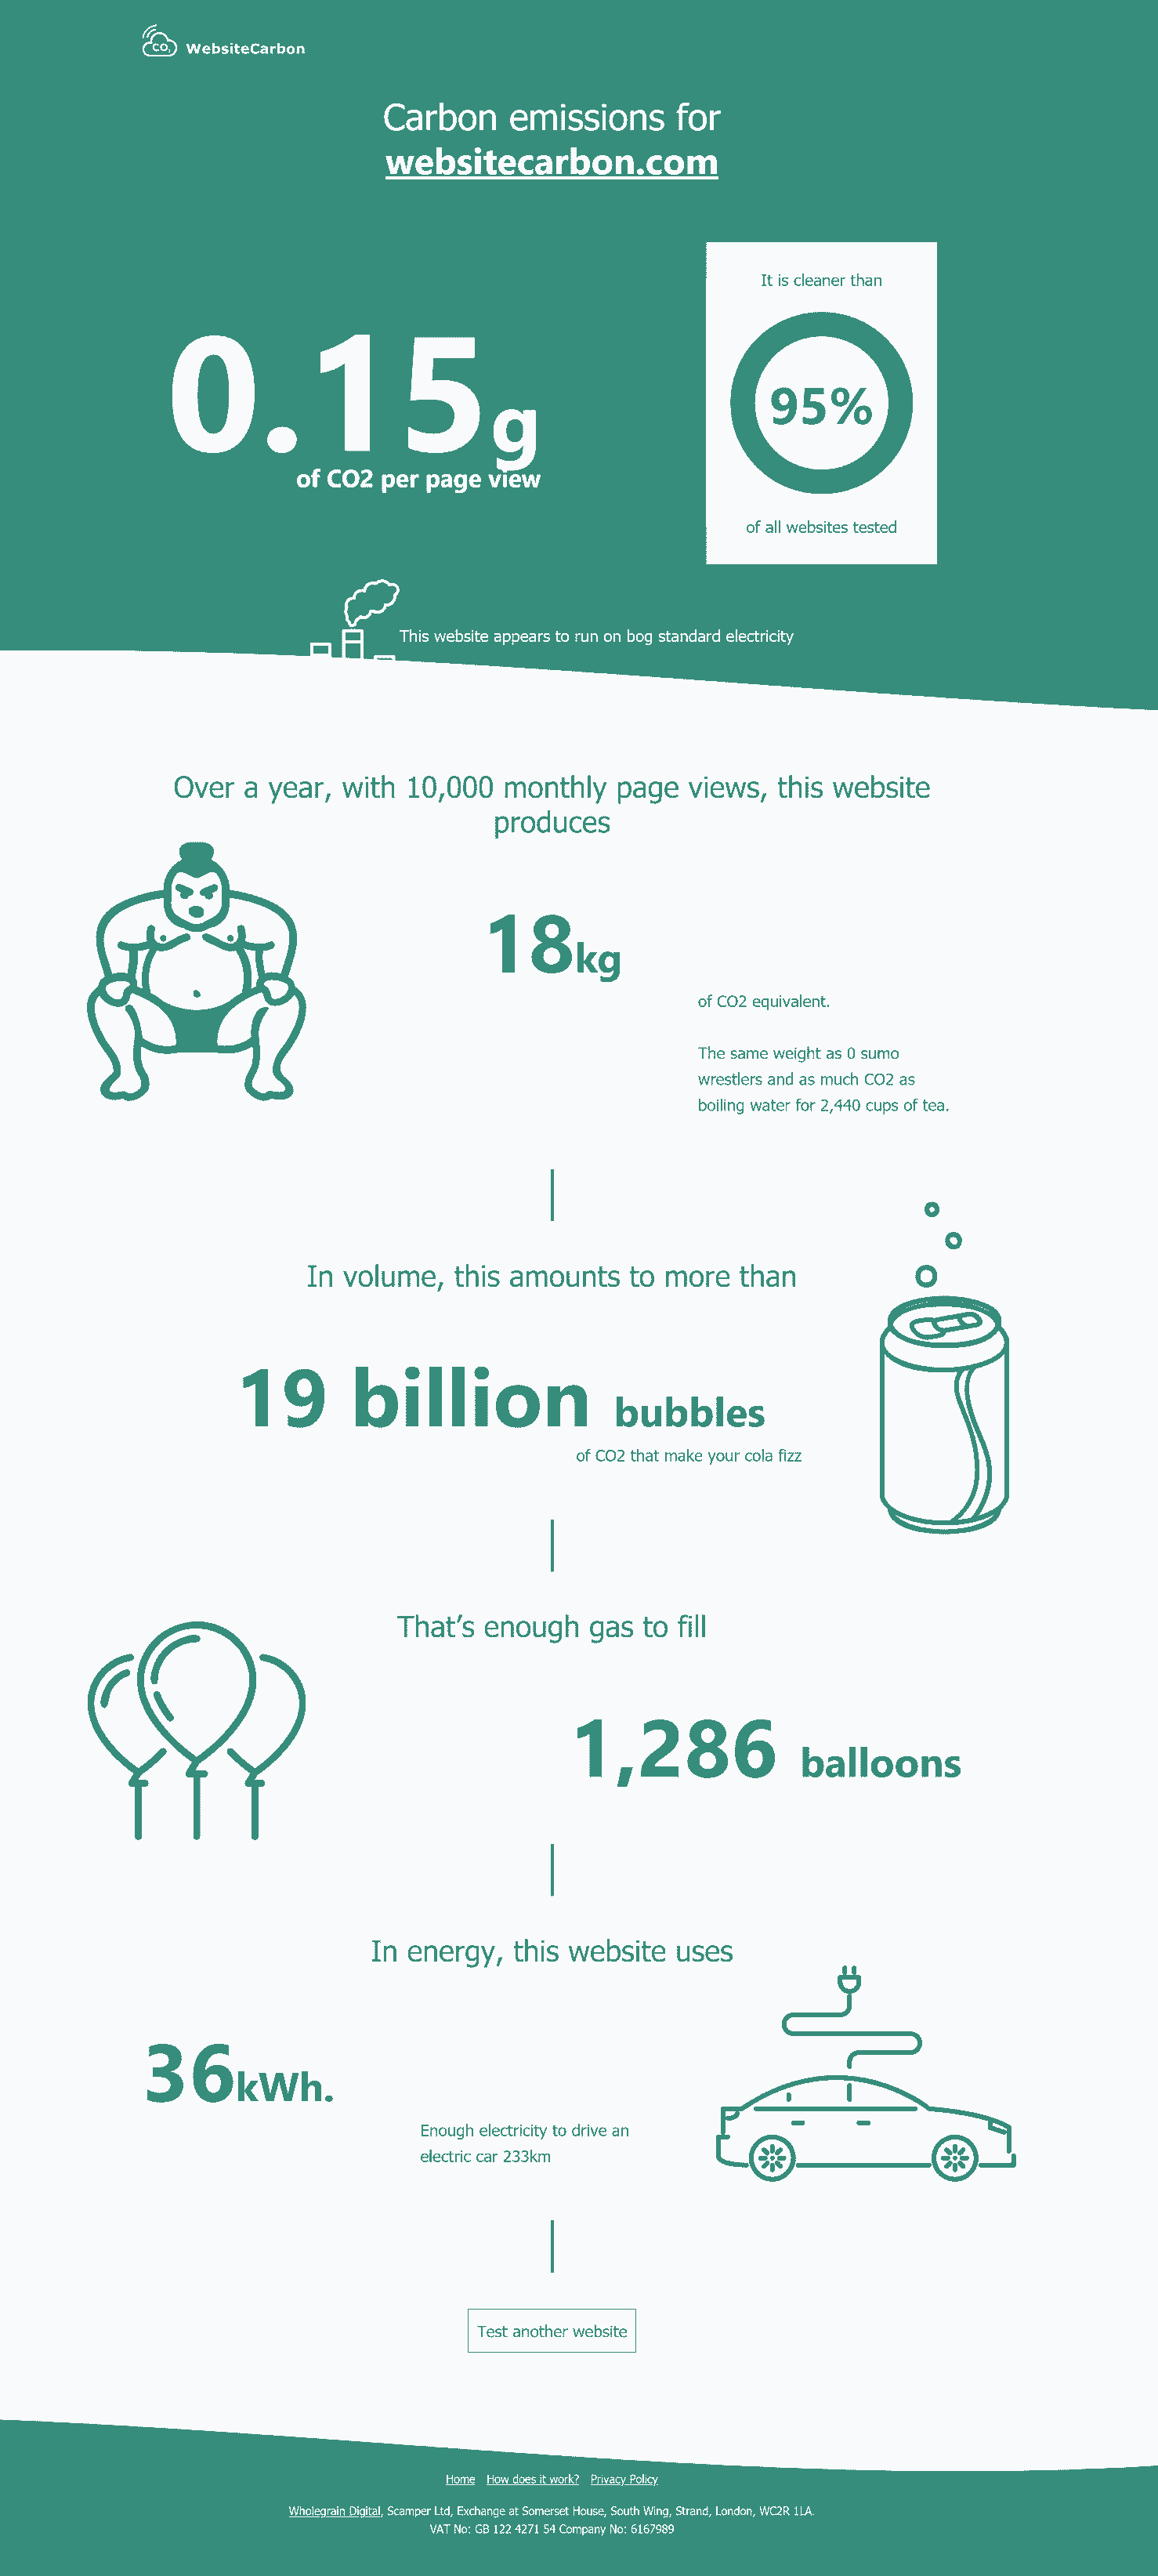 CO2 WebsiteCarbon
Carbon emissions for
websitecarbon.com
0.15g
of CO2 per page view
It is cleaner than
95%
of all websites tested
This website appears to run on bog standard electricity
Over a year, with 10,000 monthly page views, this website
produces
18kg
of CO2 equivalent.
The same weight as 0 sumo
wrestlers and as much CO2 as
boiling water for 2,440 cups of tea.
In volume, this amounts to more than
19 billion bubbles
of CO2 that make your cola fizz
That’s enough gas to fill
1,286 balloons
In energy, this website uses
36kWh.
Enough electricity to drive an
electric car 233km
Test another website
Home How does it work? Privacy Policy
Wholegrain Digital, Scamper Ltd, Exchange at Somerset House, South Wing, Strand, London, WC2R 1LA.
VAT No: GB 122 4271 54 Company No: 6167989